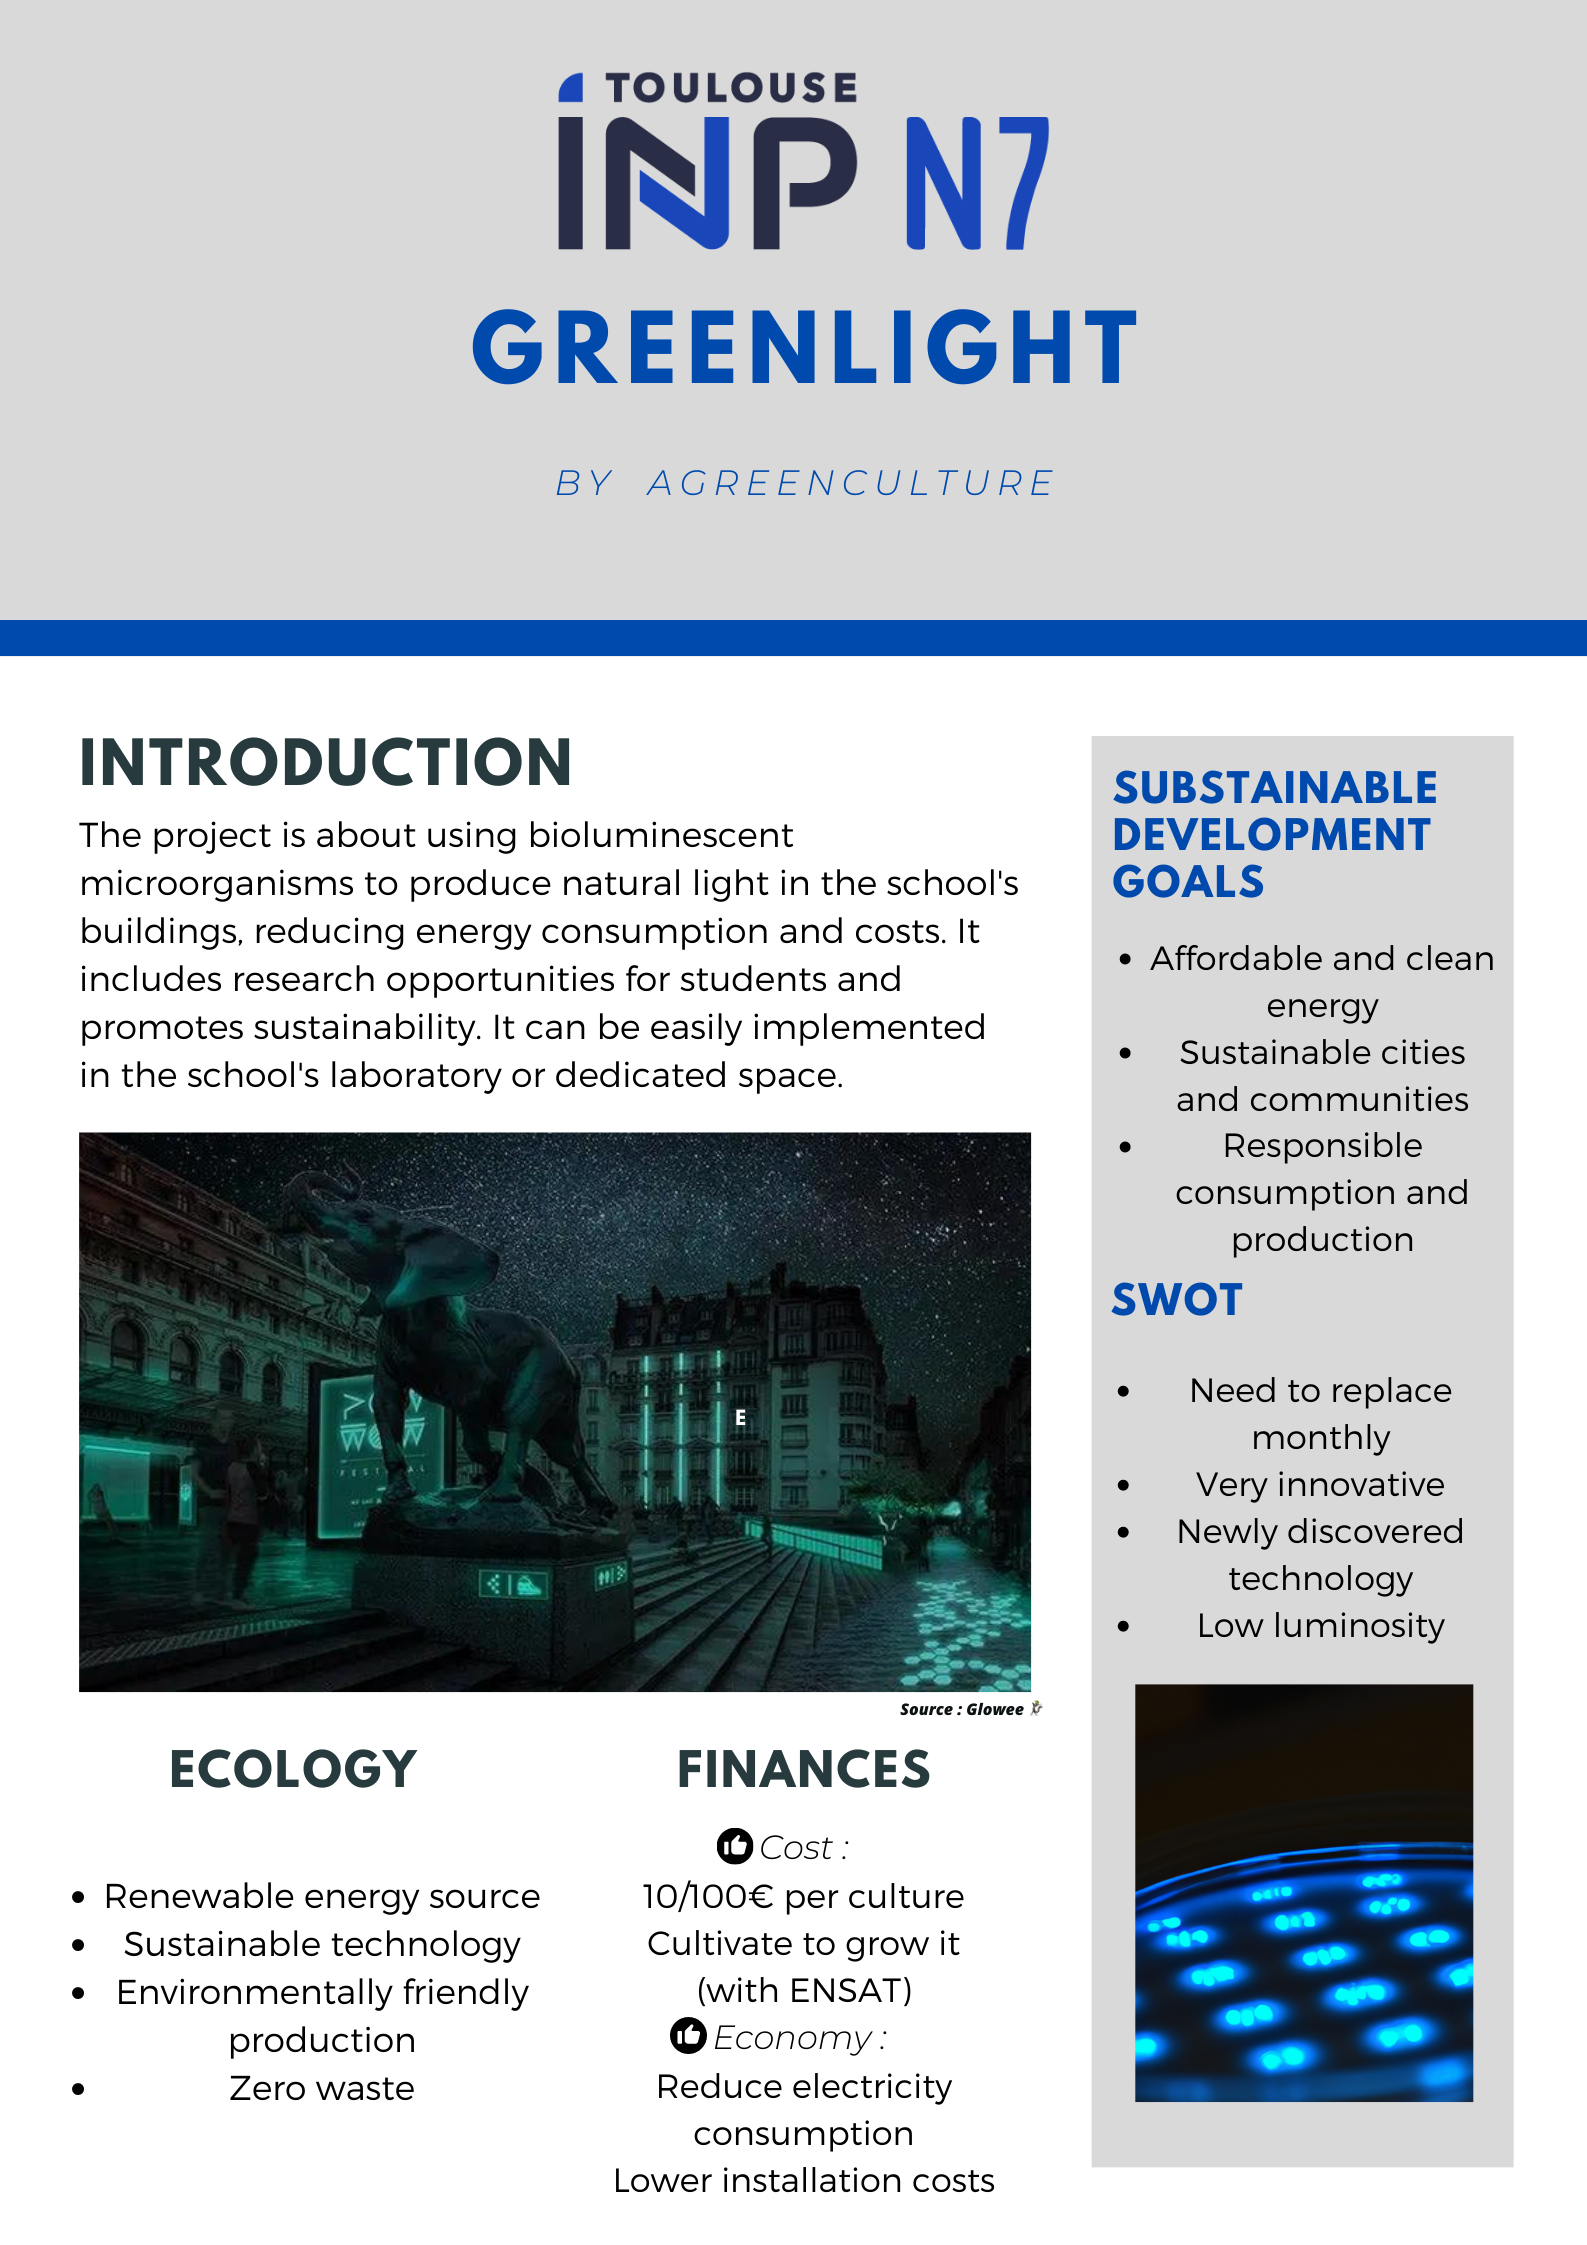 TOULOUSE
INP N7
GREENLIGHT
BY AGREENCULTURE
INTRODUCTION
The project is about using bioluminescent
microorganisms to produce natural light in the school's
buildings, reducing energy consumption and costs. It
includes research opportunities for students and
promotes sustainability. It can be easily implemented
in the school's laboratory or dedicated space.
WOW
FESTIVAL
E
Source : Glowee
ECOLOGY
• Renewable energy source
• Sustainable technology
• Environmentally friendly
production
• Zero waste
FINANCES
Cost :
10/100€ per culture
Cultivate to grow it
(with ENSAT)
Economy :
Reduce electricity
consumption
Lower installation costs
SUBSTAINABLE
DEVELOPMENT
GOALS
• Affordable and clean
energy
• Sustainable cities
and communities
• Responsible
consumption and
production
SWOT
• Need to replace
monthly
• Very innovative
• Newly discovered
technology
• Low luminosity